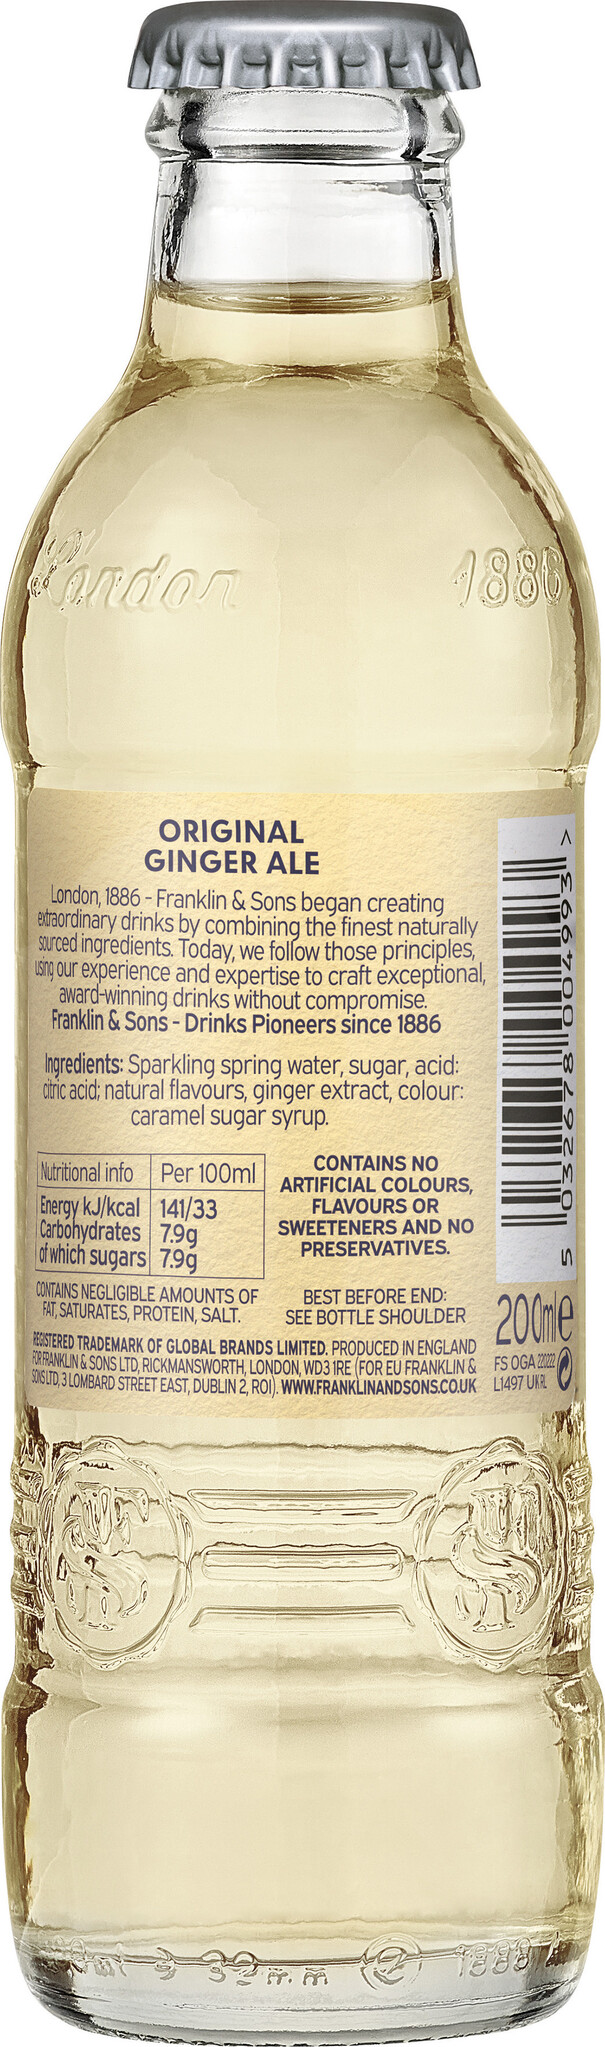 London 1886
ORIGINAL
GINGER ALE
London, 1886 - Franklin & Sons began creating
extraordinary drinks by combining the finest naturally
sourced ingredients. Today, we follow those principles,
using our experience and expertise to craft exceptional,
award-winning drinks without compromise.
Franklin & Sons - Drinks Pioneers since 1886
Ingredients: Sparkling spring water, sugar, acid:
citric acid; natural flavours, ginger extract, colour:
caramel sugar syrup.
Nutritional info Per 100ml
Energy kJ/kcal 141/33
Carbohydrates 7.9g
of which sugars 7.9g
CONTAINS NEGLIGIBLE AMOUNTS OF
FAT, SATURATES, PROTEIN, SALT.
CONTAINS NO
ARTIFICIAL COLOURS,
FLAVOURS OR
SWEETENERS AND NO
PRESERVATIVES.
BEST BEFORE END:
SEE BOTTLE SHOULDER
REGISTERED TRADEMARK OF GLOBAL BRANDS LIMITED. PRODUCED IN ENGLAND
FOR FRANKLIN & SONS LTD, RICKMANSWORTH, LONDON, WD3 1RE (FOR EU FRANKLIN &
SONS LTD, 3 LOMBARD STREET EAST, DUBLIN 2, ROI). WWW.FRANKLINANDSONS.CO.UK
5 032678 004993 >
200ml e
FS OGA 220222
L1497 UK RL
32mm 2